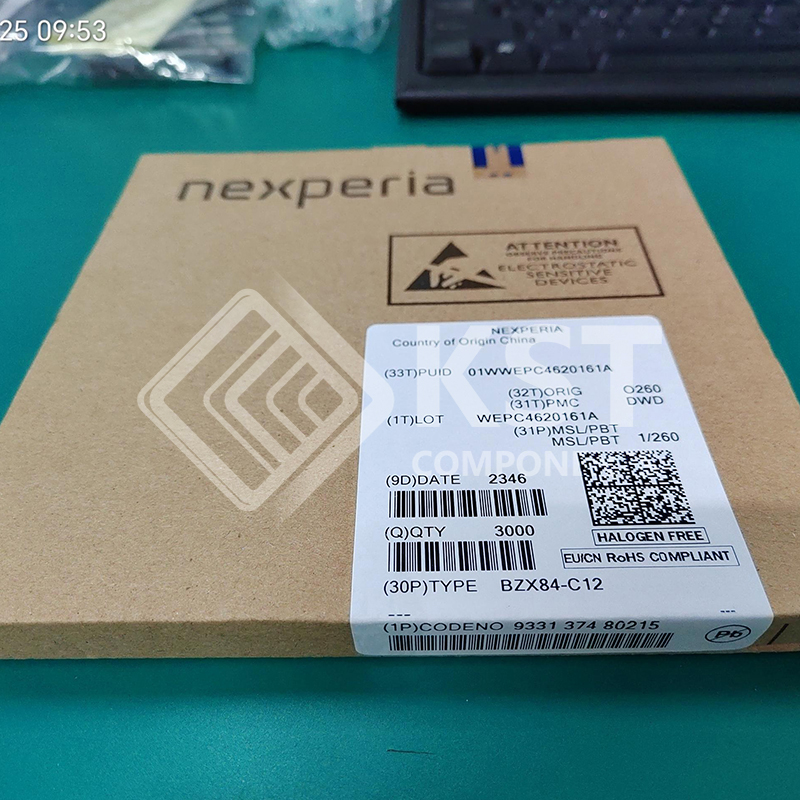 25 09:53
nexperia
ATTENTION
OBSERVE PRECAUTIONS
FOR HANDLING
ELECTROSTATIC
SENSITIVE
DEVICES
NEXPERIA
Country of Origin China
(33T)PUID 01WWEPC4620161A
(32T)ORIG O260
(31T)PMC DWD
(1T)LOT WEPC4620161A
(31P)MSL/PBT
MSL/PBT 1/260
KST
COMPON
(9D)DATE 2346
(Q)QTY 3000
HALOGEN FREE
EU/CN RoHS COMPLIANT
(30P)TYPE BZX84-C12
---
---
(1P)CODENO 9331 374 80215
Pb